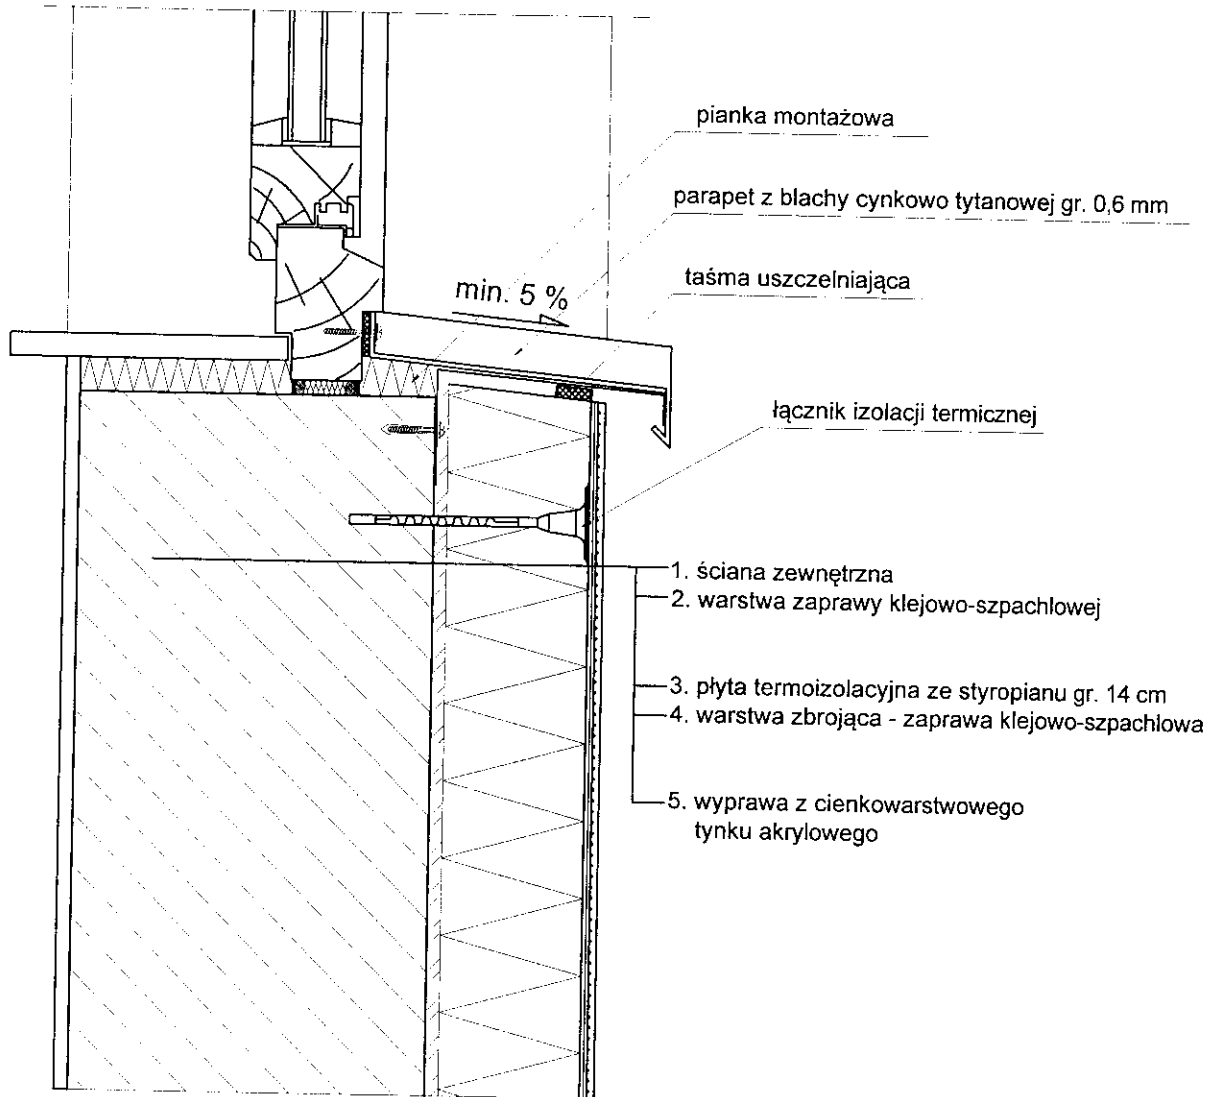 pianka montażowa
parapet z blachy cynkowo tytanowej gr. 0,6 mm
taśma uszczelniająca
min. 5 %
łącznik izolacji termicznej
1. ściana zewnętrzna
2. warstwa zaprawy klejowo-szpachlowej
3. płyta termoizolacyjna ze styropianu gr. 14 cm
4. warstwa zbrojąca - zaprawa klejowo-szpachlowa
5. wyprawa z cienkowarstwowego
tynku akrylowego